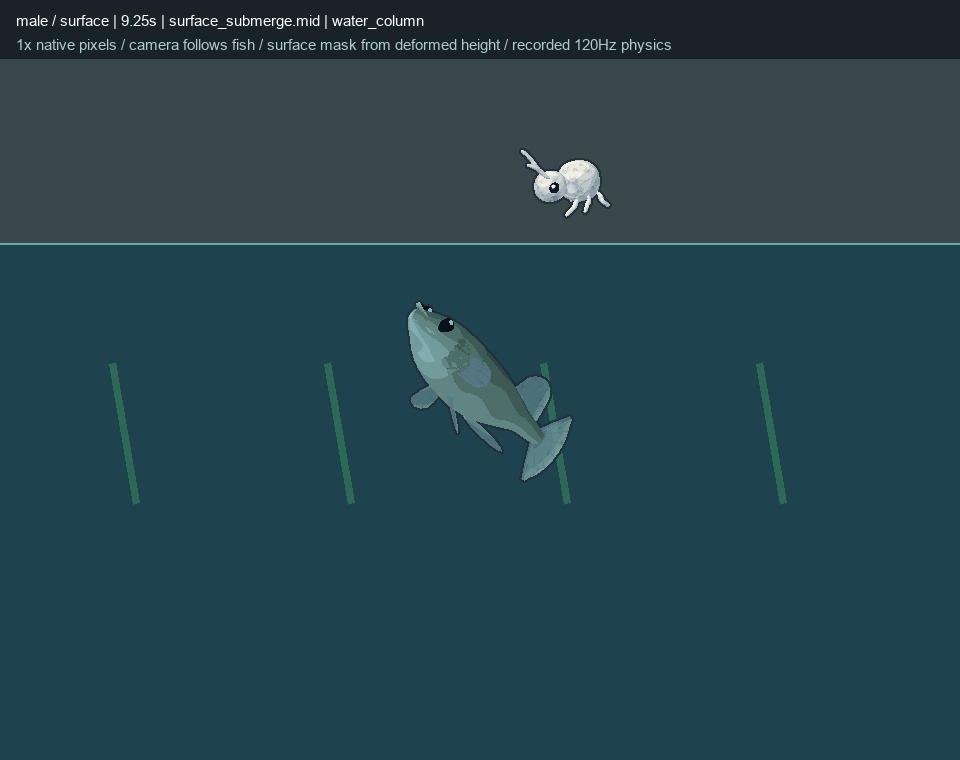 male / surface | 9.25s | surface_submerge.mid | water_column
1x native pixels / camera follows fish / surface mask from deformed height / recorded 120Hz physics